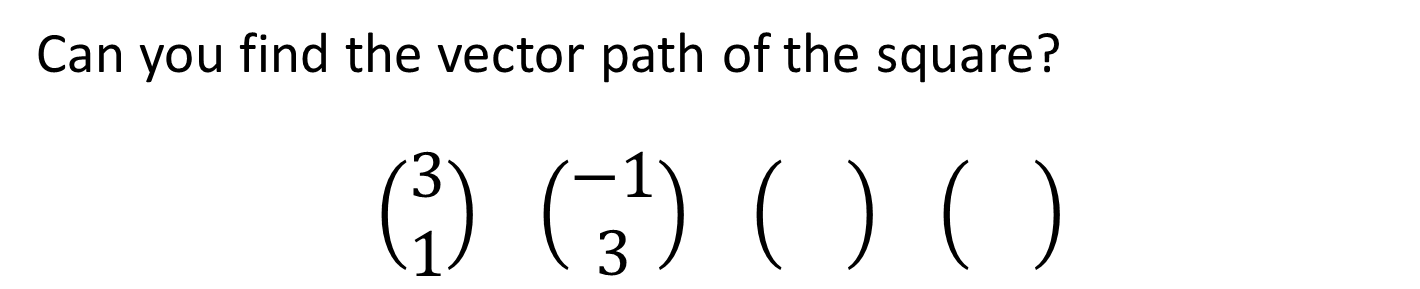 Can you find the vector path of the square?
(3 1) (−1 3) ( ) ( )